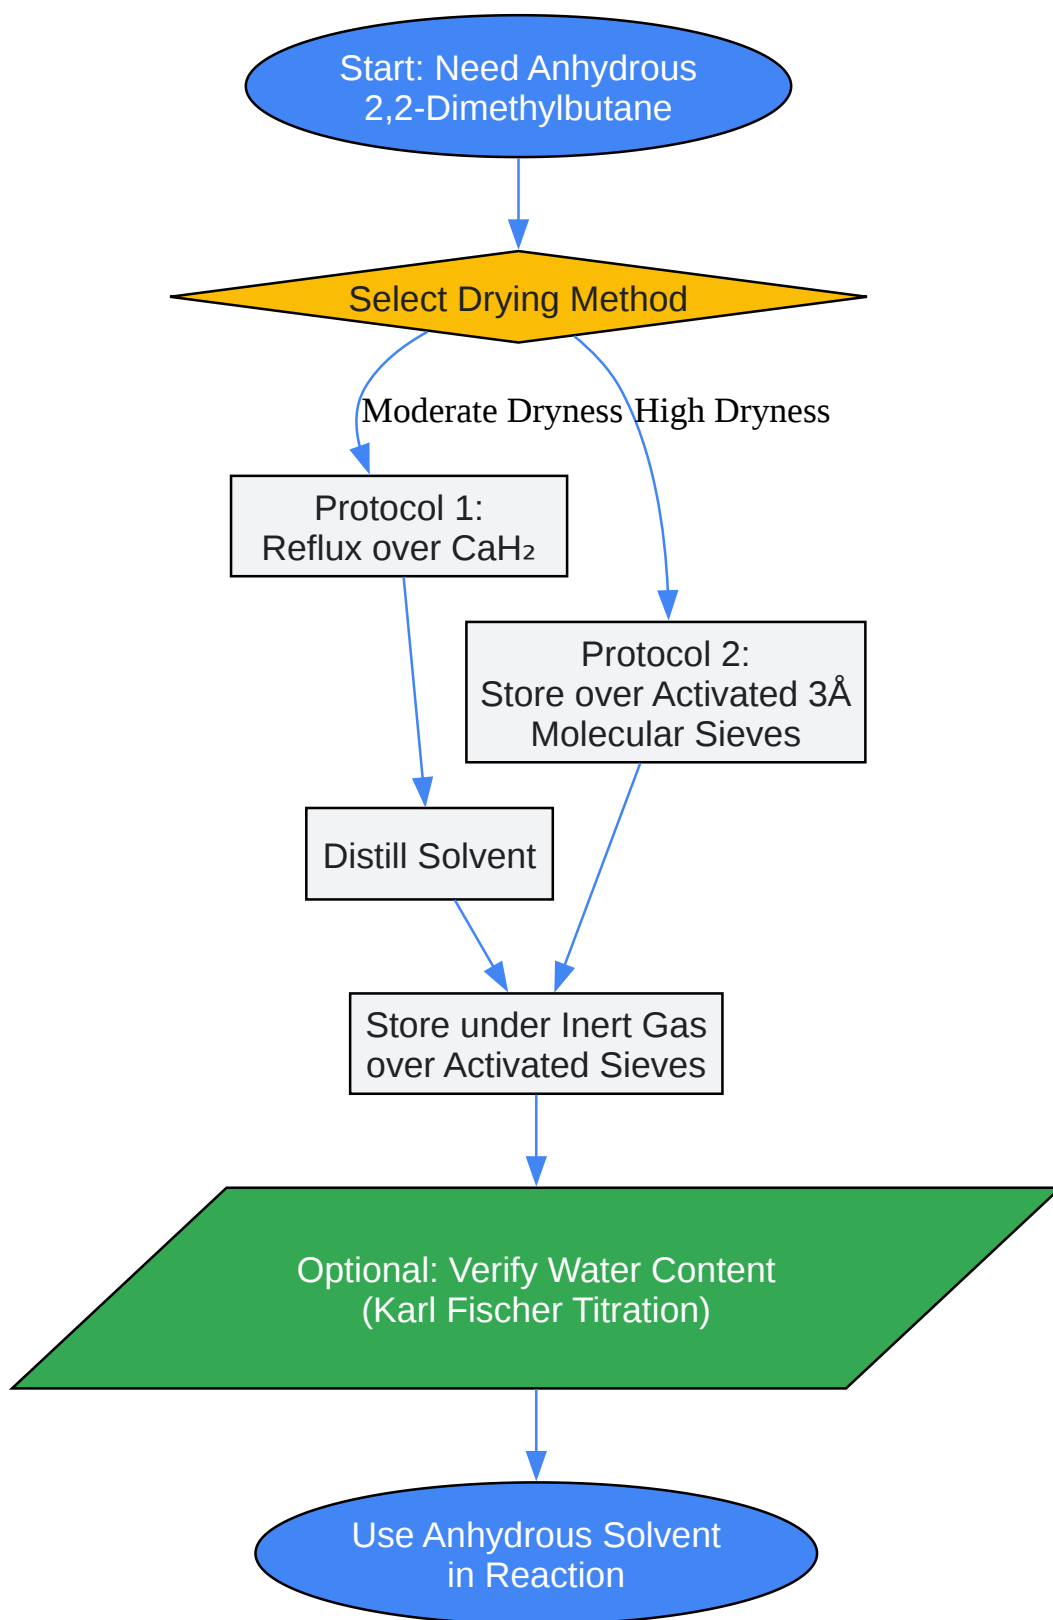 Start: Need Anhydrous
2,2-Dimethylbutane
Select Drying Method
Moderate Dryness
High Dryness
Protocol 1:
Reflux over CaH₂
Protocol 2:
Store over Activated 3Å
Molecular Sieves
Distill Solvent
Store under Inert Gas
over Activated Sieves
Optional: Verify Water Content
(Karl Fischer Titration)
Use Anhydrous Solvent
in Reaction